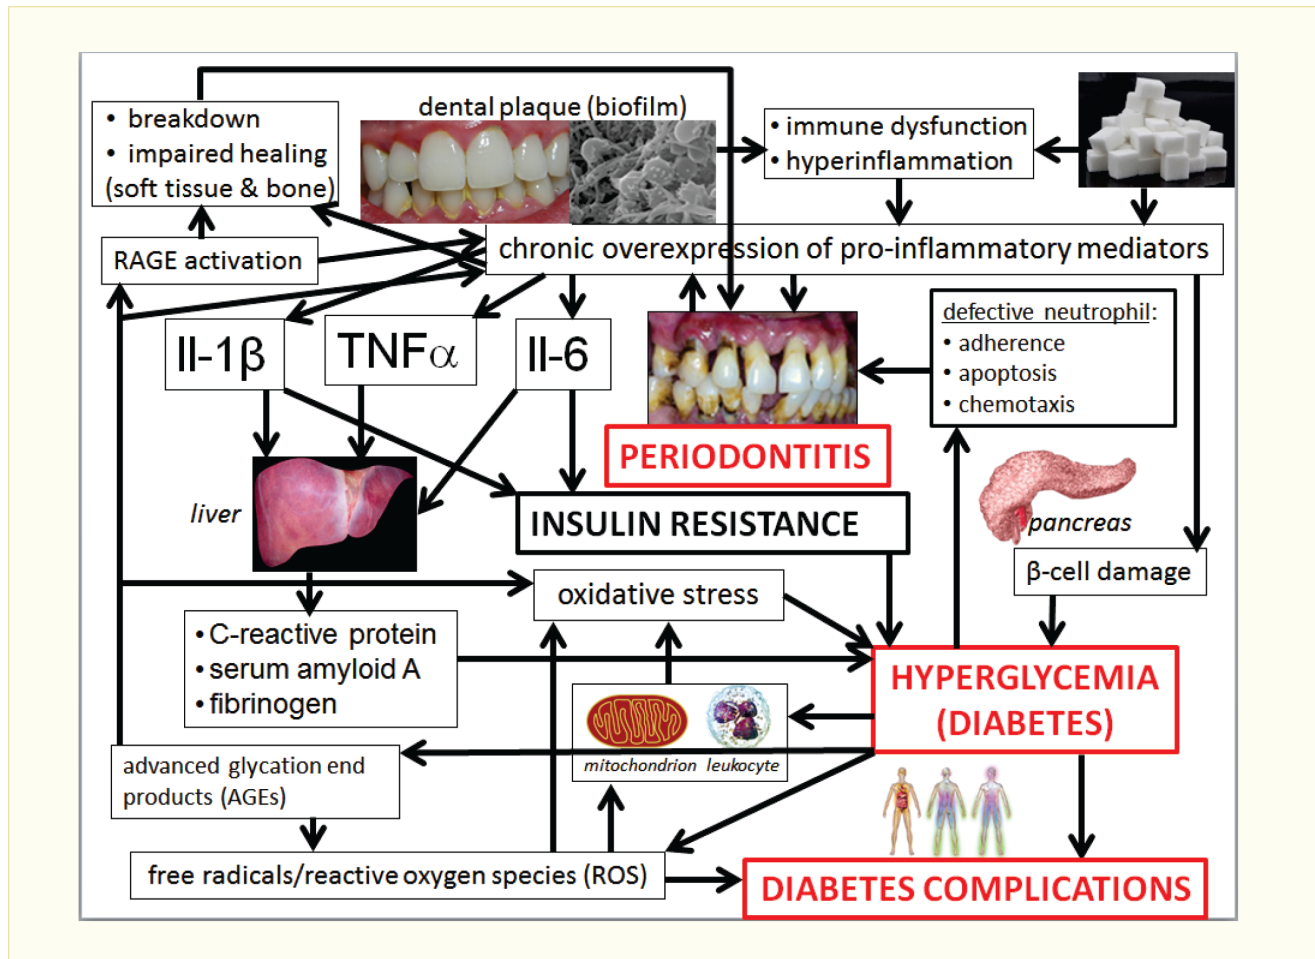 dental plaque (biofilm)
• breakdown
• impaired healing
(soft tissue & bone)
• immune dysfunction
• hyperinflammation
RAGE activation
chronic overexpression of pro-inflammatory mediators
Il-1β
TNFα
Il-6
defective neutrophil:
• adherence
• apoptosis
• chemotaxis
PERIODONTITIS
liver
INSULIN RESISTANCE
pancreas
β-cell damage
oxidative stress
• C-reactive protein
• serum amyloid A
• fibrinogen
HYPERGLYCEMIA
(DIABETES)
mitochondrion leukocyte
advanced glycation end
products (AGEs)
free radicals/reactive oxygen species (ROS)
DIABETES COMPLICATIONS